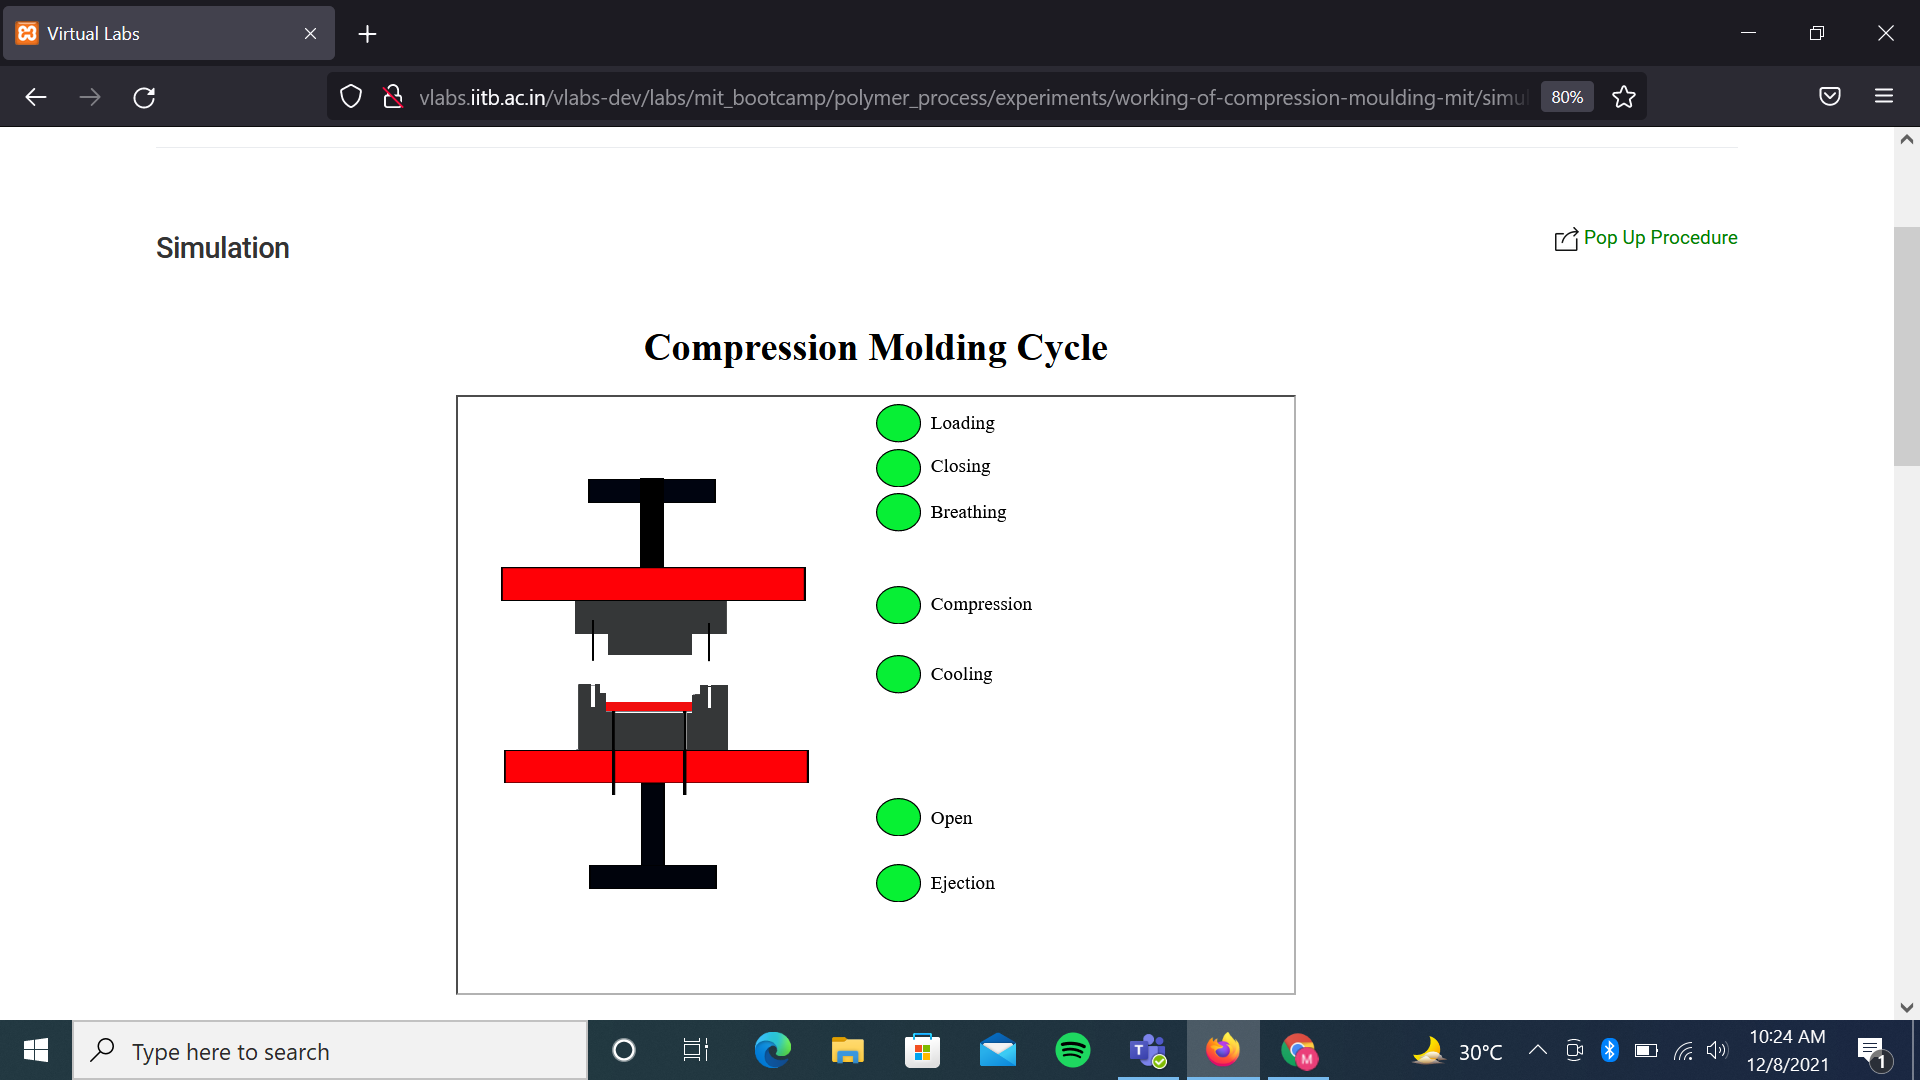 Virtual Labs
vlabs.iitb.ac.in/vlabs-dev/labs/mit_bootcamp/polymer_process/experiments/working-of-compression-moulding-mit/simul
80%
Simulation
Pop Up Procedure
Compression Molding Cycle
Loading
Closing
Breathing
Compression
Cooling
Open
Ejection
Type here to search
T
M
30°C
10:24 AM
12/8/2021
1